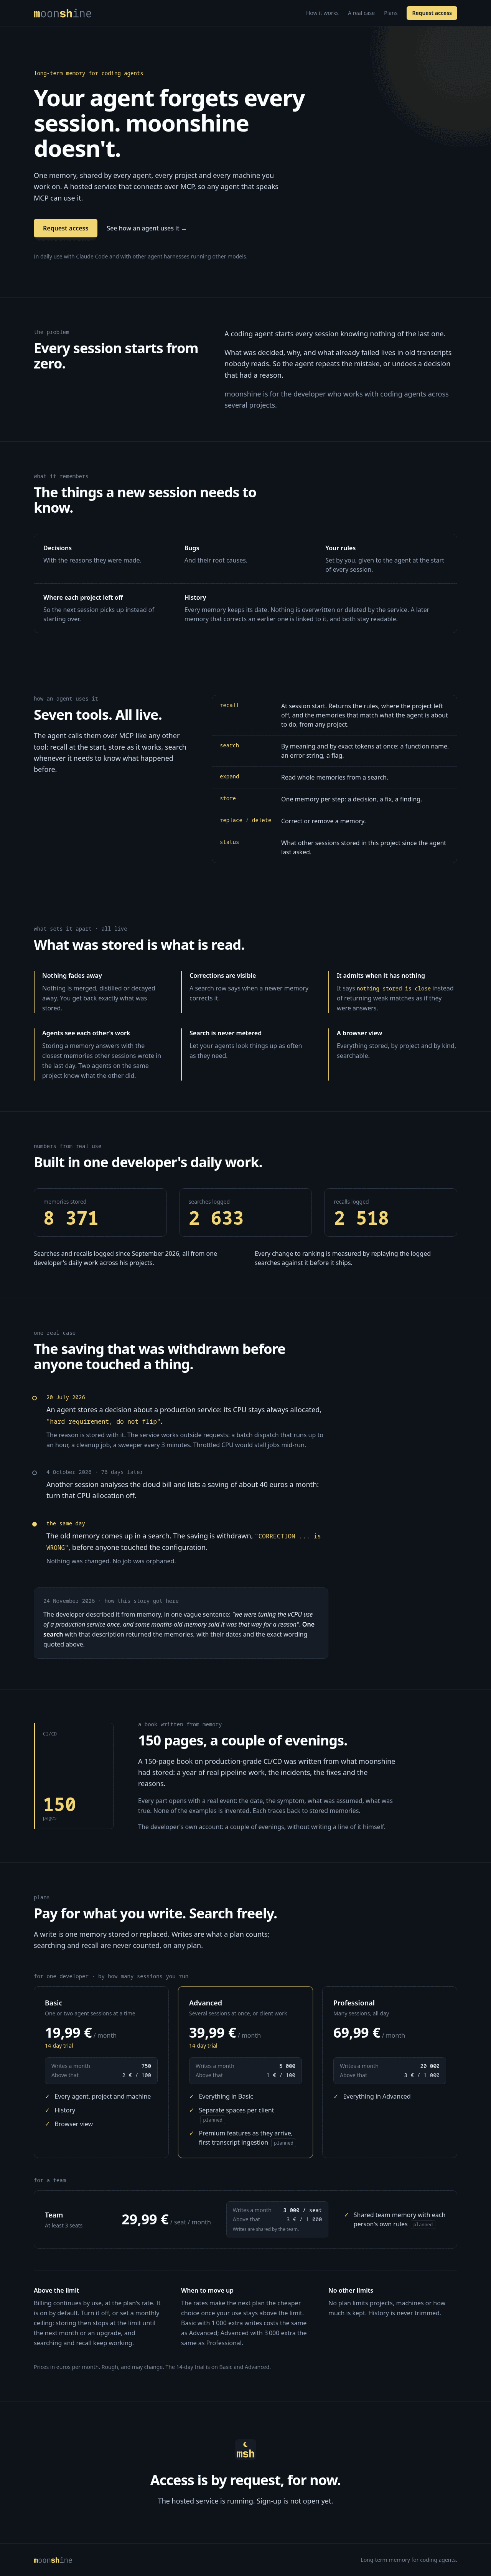 moonshine
How it works
A real case
Plans
Request access
long-term memory for coding agents
Your agent forgets every
session. moonshine
doesn't.
One memory, shared by every agent, every project and every machine you
work on. A hosted service that connects over MCP, so any agent that speaks
MCP can use it.
Request access
See how an agent uses it →
In daily use with Claude Code and with other agent harnesses running other models.
the problem
Every session starts from
zero.
A coding agent starts every session knowing nothing of the last one.
What was decided, why, and what already failed lives in old transcripts
nobody reads. So the agent repeats the mistake, or undoes a decision
that had a reason.
moonshine is for the developer who works with coding agents across
several projects.
what it remembers
The things a new session needs to
know.
Decisions
With the reasons they were made.
Bugs
And their root causes.
Your rules
Set by you, given to the agent at the start
of every session.
Where each project left off
So the next session picks up instead of
starting over.
History
Every memory keeps its date. Nothing is overwritten or deleted by the service. A later
memory that corrects an earlier one is linked to it, and both stay readable.
how an agent uses it
Seven tools. All live.
The agent calls them over MCP like any other
tool: recall at the start, store as it works, search
whenever it needs to know what happened
before.
recall
At session start. Returns the rules, where the project left
off, and the memories that match what the agent is about
to do, from any project.
search
By meaning and by exact tokens at once: a function name,
an error string, a flag.
expand
Read whole memories from a search.
store
One memory per step: a decision, a fix, a finding.
replace / delete
Correct or remove a memory.
status
What other sessions stored in this project since the agent
last asked.
what sets it apart · all live
What was stored is what is read.
Nothing fades away
Nothing is merged, distilled or decayed
away. You get back exactly what was
stored.
Corrections are visible
A search row says when a newer memory
corrects it.
It admits when it has nothing
It says nothing stored is close instead
of returning weak matches as if they
were answers.
Agents see each other's work
Storing a memory answers with the
closest memories other sessions wrote in
the last day. Two agents on the same
project know what the other did.
Search is never metered
Let your agents look things up as often
as they need.
A browser view
Everything stored, by project and by kind,
searchable.
numbers from real use
Built in one developer's daily work.
memories stored
8 371
searches logged
2 633
recalls logged
2 518
Searches and recalls logged since September 2026, all from one
developer's daily work across his projects.
Every change to ranking is measured by replaying the logged
searches against it before it ships.
one real case
The saving that was withdrawn before
anyone touched a thing.
20 July 2026
An agent stores a decision about a production service: its CPU stays always allocated,
"hard requirement, do not flip".
The reason is stored with it. The service works outside requests: a batch dispatch that runs up to
an hour, a cleanup job, a sweeper every 3 minutes. Throttled CPU would stall jobs mid-run.
4 October 2026 · 76 days later
Another session analyses the cloud bill and lists a saving of about 40 euros a month:
turn that CPU allocation off.
the same day
The old memory comes up in a search. The saving is withdrawn, "CORRECTION ... is
WRONG", before anyone touched the configuration.
Nothing was changed. No job was orphaned.
24 November 2026 · how this story got here
The developer described it from memory, in one vague sentence: "we were tuning the vCPU use
of a production service once, and some months-old memory said it was that way for a reason". One
search with that description returned the memories, with their dates and the exact wording
quoted above.
CI/CD
150
pages
a book written from memory
150 pages, a couple of evenings.
A 150-page book on production-grade CI/CD was written from what moonshine
had stored: a year of real pipeline work, the incidents, the fixes and the
reasons.
Every part opens with a real event: the date, the symptom, what was assumed, what was
true. None of the examples is invented. Each traces back to stored memories.
The developer's own account: a couple of evenings, without writing a line of it himself.
plans
Pay for what you write. Search freely.
A write is one memory stored or replaced. Writes are what a plan counts;
searching and recall are never counted, on any plan.
for one developer · by how many sessions you run
Basic
One or two agent sessions at a time
19,99 € / month
14-day trial
Writes a month 750
Above that 2 € / 100
✓ Every agent, project and machine
✓ History
✓ Browser view
Advanced
Several sessions at once, or client work
39,99 € / month
14-day trial
Writes a month 5 000
Above that 1 € / 100
✓ Everything in Basic
✓ Separate spaces per client
planned
✓ Premium features as they arrive,
first transcript ingestion planned
Professional
Many sessions, all day
69,99 € / month
Writes a month 20 000
Above that 3 € / 1 000
✓ Everything in Advanced
for a team
Team
At least 3 seats
29,99 € / seat / month
Writes a month 3 000 / seat
Above that 3 € / 1 000
Writes are shared by the team.
✓ Shared team memory with each
person's own rules planned
Above the limit
Billing continues by use, at the plan's rate. It
is on by default. Turn it off, or set a monthly
ceiling: storing then stops at the limit until
the next month or an upgrade, and
searching and recall keep working.
When to move up
The rates make the next plan the cheaper
choice once your use stays above the limit.
Basic with 1 000 extra writes costs the same
as Advanced; Advanced with 3 000 extra the
same as Professional.
No other limits
No plan limits projects, machines or how
much is kept. History is never trimmed.
Prices in euros per month. Rough, and may change. The 14-day trial is on Basic and Advanced.
msh
Access is by request, for now.
The hosted service is running. Sign-up is not open yet.
moonshine
Long-term memory for coding agents.